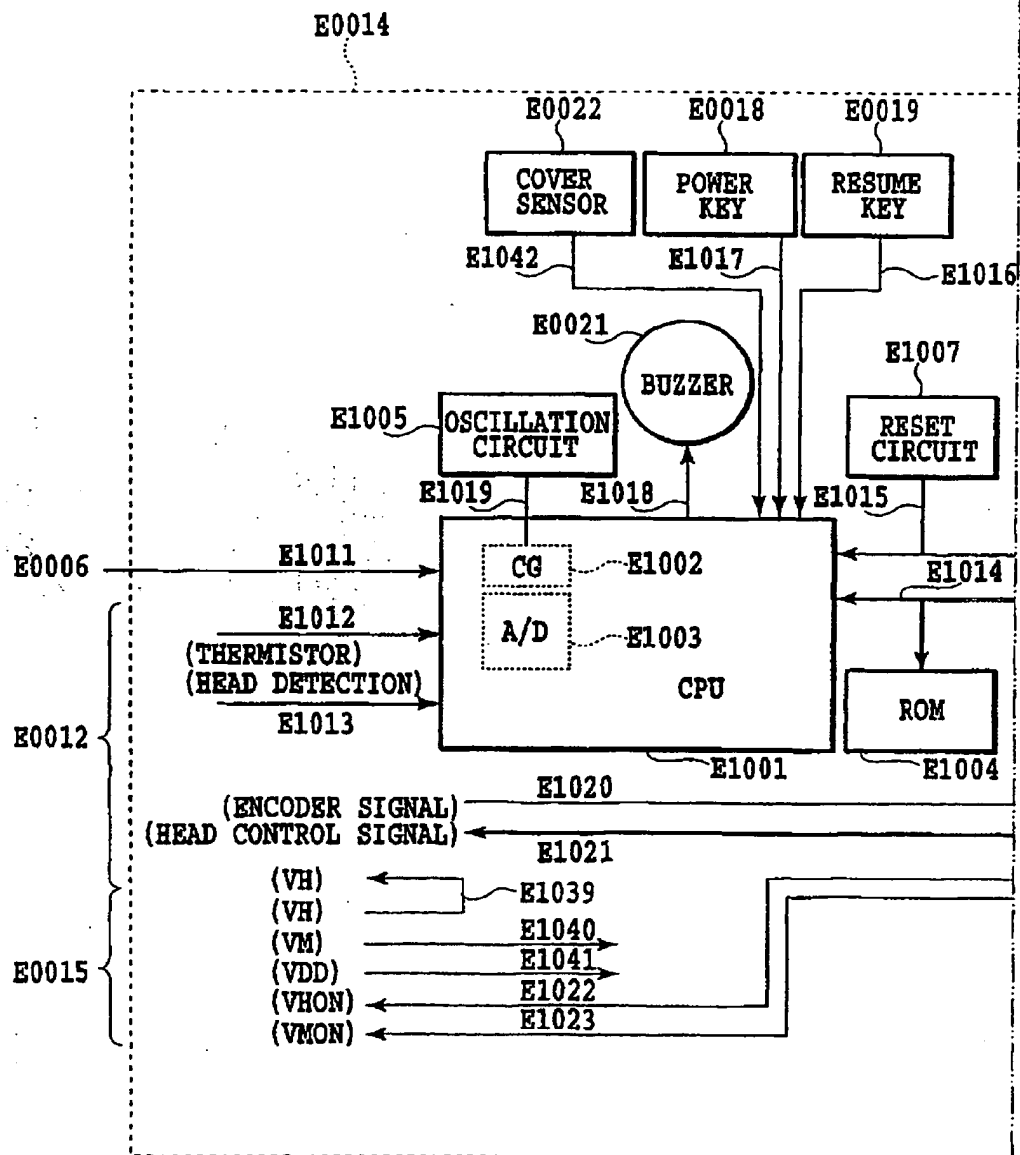 E0014
E0022
E0018
E0019
COVER
SENSOR
POWER
KEY
RESUME
KEY
E1042
E1017
E1016
E0021
BUZZER
E1007
RESET
CIRCUIT
E1005
OSCILLATION
CIRCUIT
E1019
E1018
E1015
E0006
E1011
CG
E1002
E1014
E1012
A/D
E1003
(THERMISTOR)
(HEAD DETECTION)
CPU
ROM
E1013
E0012
E1001
E1004
E1020
(ENCODER SIGNAL)
(HEAD CONTROL SIGNAL)
E1021
(VH)
E1039
(VH)
E1040
(VM)
E1041
E0015
(VDD)
E1022
(VHON)
E1023
(VMON)